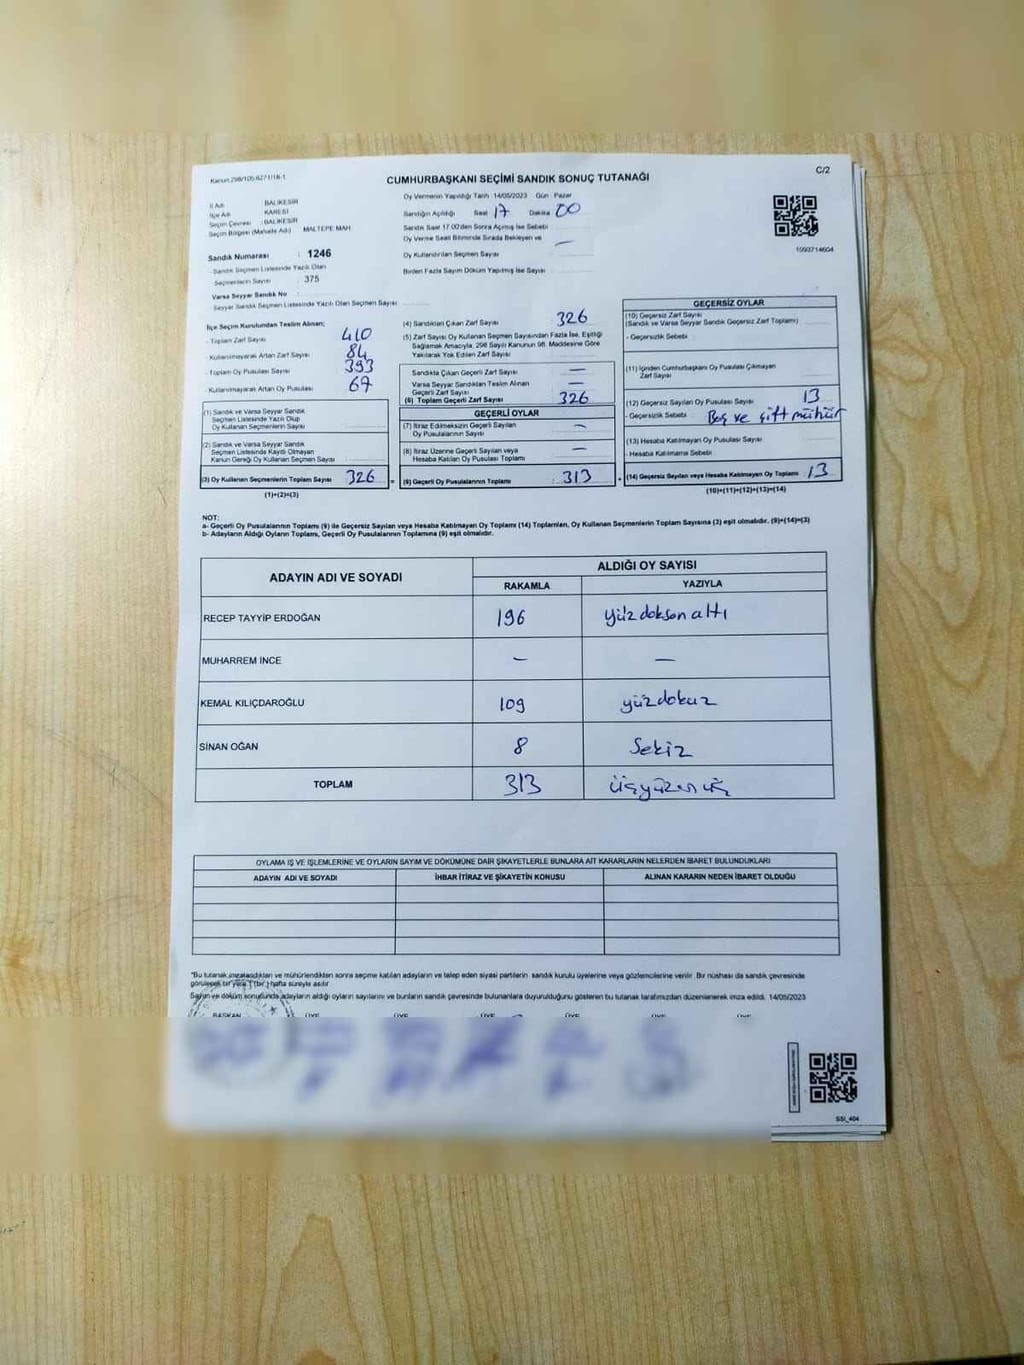 Kanun:298/105;6271/16-1
C/2
CUMHURBAŞKANI SEÇİMİ SANDIK SONUÇ TUTANAĞI
İl Adı : BALIKESİR
İlçe Adı : KARESİ
Seçim Çevresi : BALIKESİR
Seçim Bölgesi (Mahalle Adı) MALTEPE MAH.
Sandık Numarası : 1246
- Sandık Seçmen Listesinde Yazılı Olan
Seçmenlerin Sayısı : 375
Varsa Seyyar Sandık No :
Seyyar Sandık Seçmen Listesinde Yazılı Olan Seçmen Sayısı
Oy Vermenin Yapıldığı Tarih 14/05/2023 Gün Pazar
Sandığın Açıldığı Saat 17 Dakika 00
Sandık Saat 17.00'den Sonra Açılmış İse Sebebi
Oy Verme Saati Bitiminde Sırada Bekleyen ve
Oy Kullandırılan Seçmen Sayısı —
Birden Fazla Sayım Döküm Yapılmış İse Sayısı
1093714604
İlçe Seçim Kurulundan Teslim Alınan;
- Toplam Zarf Sayısı 410
- Kullanılmayarak Artan Zarf Sayısı 84
- Toplam Oy Pusulası Sayısı 393
- Kullanılmayarak Artan Oy Pusulası 67
(1) Sandık ve Varsa Seyyar Sandık
Seçmen Listesinde Yazılı Olup
Oy Kullanan Seçmenlerin Sayısı
(2) Sandık ve Varsa Seyyar Sandık
Seçmen Listesinde Kaydı Olmayan
Kanun Gereği Oy Kullanan Seçmen Sayısı
(3) Oy Kullanan Seçmenlerin Toplam Sayısı 326 =
(1)+(2)=(3)
(4) Sandıktan Çıkan Zarf Sayısı 326
(5) Zarf Sayısı Oy Kullanan Seçmen Sayısından Fazla İse, Eşitliği
Sağlamak Amacıyla, 298 Sayılı Kanunun 98. Maddesine Göre
Yakılarak Yok Edilen Zarf Sayısı
Sandıkta Çıkan Geçerli Zarf Sayısı —
Varsa Seyyar Sandıktan Teslim Alınan
Geçerli Zarf Sayısı —
(6) Toplam Geçerli Zarf Sayısı 326
GEÇERLİ OYLAR
(7) İtiraz Edilmeksizin Geçerli Sayılan
Oy Pusulalarının Sayısı —
(8) İtiraz Üzerine Geçerli Sayılan veya
Hesaba Katılan Oy Pusulası Toplamı —
(9) Geçerli Oy Pusulalarının Toplamı 313 +
GEÇERSİZ OYLAR
(10) Geçersiz Zarf Sayısı
(Sandık ve Varsa Seyyar Sandık Geçersiz Zarf Toplamı)
- Geçersizlik Sebebi
(11) İçinden Cumhurbaşkanı Oy Pusulası Çıkmayan
Zarf Sayısı
(12) Geçersiz Sayılan Oy Pusulası Sayısı 13
- Geçersizlik Sebebi : Boş ve çift mühür
(13) Hesaba Katılmayan Oy Pusulası Sayısı
- Hesaba Katılmama Sebebi
(14) Geçersiz Sayılan veya Hesaba Katılmayan Oy Toplamı 13
(10)+(11)+(12)+(13)=(14)
NOT:
a- Geçerli Oy Pusulalarının Toplamı (9) ile Geçersiz Sayılan veya Hesaba Katılmayan Oy Toplamı (14) Toplamları, Oy Kullanan Seçmenlerin Toplam Sayısına (3) eşit olmalıdır. (9)+(14)=(3)
b- Adayların Aldığı Oyların Toplamı, Geçerli Oy Pusulalarının Toplamına (9) eşit olmalıdır.
ADAYIN ADI VE SOYADI
ALDIĞI OY SAYISI
RAKAMLA YAZIYLA
RECEP TAYYİP ERDOĞAN 196 yüzdoksanaltı
MUHARREM İNCE — —
KEMAL KILIÇDAROĞLU 109 yüzdokuz
SİNAN OĞAN 8 Sekiz
TOPLAM 313 üçyüzonüç
OYLAMA İŞ VE İŞLEMLERİNE VE OYLARIN SAYIM VE DÖKÜMÜNE DAİR ŞİKAYETLERLE BUNLARA AİT KARARLARIN NELERDEN İBARET BULUNDUKLARI
ADAYIN ADI VE SOYADI İHBAR İTİRAZ VE ŞİKAYETİN KONUSU ALINAN KARARIN NEDEN İBARET OLDUĞU
*Bu tutanak imzalandıktan ve mühürlendikten sonra seçime katılan adayların ve talep eden siyasi partilerin sandık kurulu üyelerine veya gözlemcilerine verilir. Bir nüshası da sandık çevresinde
görülecek bir yere 1 (bir) hafta süreyle asılır.
Sayım ve döküm sonucunda adayların aldığı oyların sayılarını ve bunların sandık çevresinde bulunanlara duyurulduğunu gösteren bu tutanak tarafımızdan düzenlenerek imza edildi. 14/05/2023
BAŞKAN ÜYE ÜYE ÜYE ÜYE ÜYE ÜYE
SSI_404